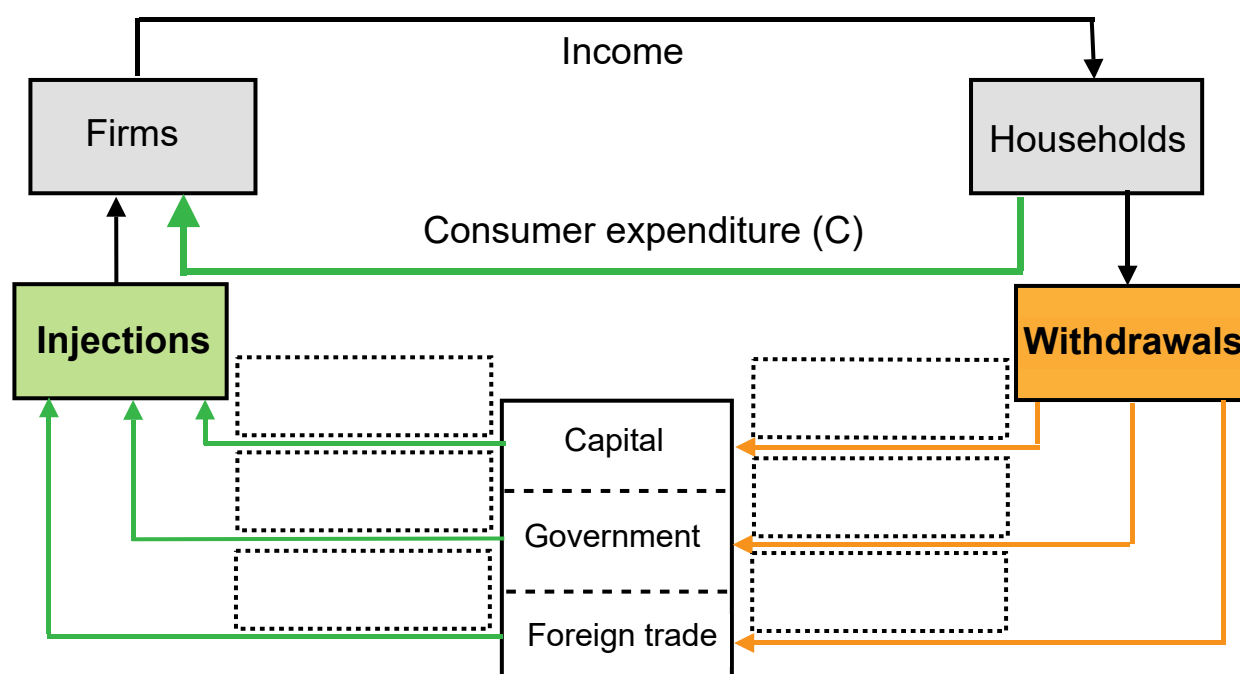 Income
Firms
Households
Consumer expenditure (C)
Injections
Withdrawals
Capital
Government
Foreign trade